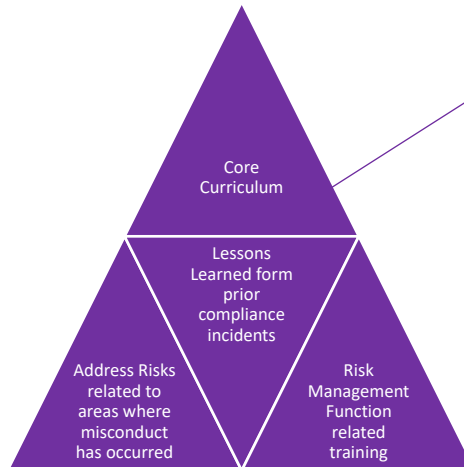 Core
Curriculum
Lessons
Learned form
prior
compliance
incidents
Address Risks
related to
areas where
misconduct
has occurred
Risk
Management
Function
related
training